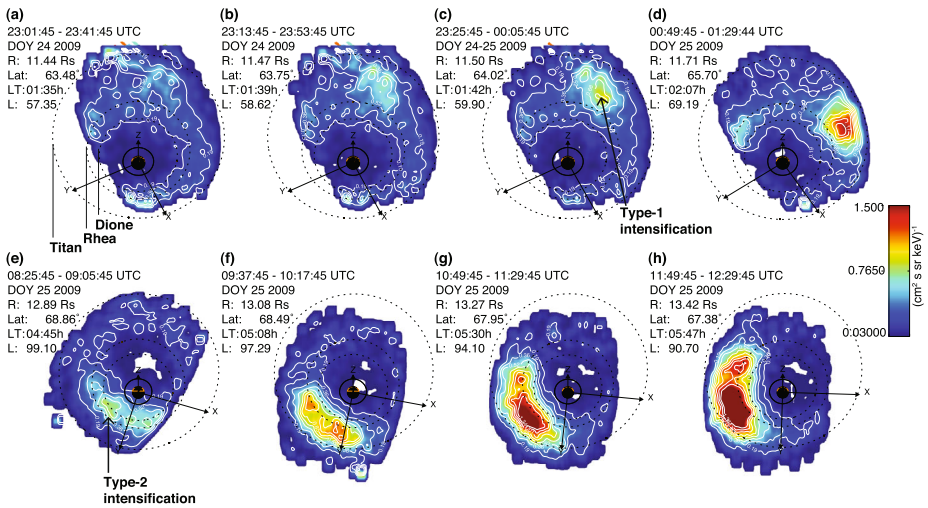 (a)
23:01:45 - 23:41:45 UTC
DOY 24 2009
R: 11.44 Rs
Lat: 63.48°
LT:01:35h
L: 57.35
Z
Y
X
Titan
Rhea
Dione
(b)
23:13:45 - 23:53:45 UTC
DOY 24 2009
R: 11.47 Rs
Lat: 63.75°
LT:01:39h
L: 58.62
Z
Y
X
(c)
23:25:45 - 00:05:45 UTC
DOY 24-25 2009
R: 11.50 Rs
Lat: 64.02°
LT:01:42h
L: 59.90
Z
Y
X
Type-1
intensification
(d)
00:49:45 - 01:29:44 UTC
DOY 25 2009
R: 11.71 Rs
Lat: 65.70°
LT:02:07h
L: 69.19
Z
Y
X
1.500
0.7650
0.03000
(cm² s sr keV)⁻¹
(e)
08:25:45 - 09:05:45 UTC
DOY 25 2009
R: 12.89 Rs
Lat: 68.86°
LT:04:45h
L: 99.10
Z
X
Type-2
intensification
(f)
09:37:45 - 10:17:45 UTC
DOY 25 2009
R: 13.08 Rs
Lat: 68.49°
LT:05:08h
L: 97.29
Z
X
(g)
10:49:45 - 11:29:45 UTC
DOY 25 2009
R: 13.27 Rs
Lat: 67.95°
LT:05:30h
L: 94.10
Z
X
(h)
11:49:45 - 12:29:45 UTC
DOY 25 2009
R: 13.42 Rs
Lat: 67.38°
LT:05:47h
L: 90.70
Z
X